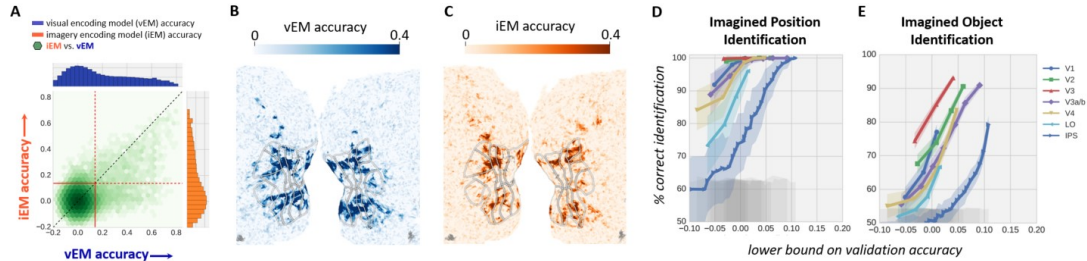 A
visual encoding model (vEM) accuracy
imagery encoding model (iEM) accuracy
iEM vs. vEM
iEM accuracy
0.8
0.6
0.4
0.2
0.0
−0.2
−0.2 0.0 0.2 0.4 0.6 0.8
vEM accuracy
B
vEM accuracy
0 0.4
C
iEM accuracy
0 0.4
D
Imagined Position
Identification
% correct identification
100
90
80
70
60
50
-0.10 -0.05 0.00 0.05 0.10 0.15 0.20
E
Imagined Object
Identification
100
90
80
70
60
50
-0.10 -0.05 0.00 0.05 0.10 0.15 0.20
V1
V2
V3
V3a/b
V4
LO
IPS
lower bound on validation accuracy